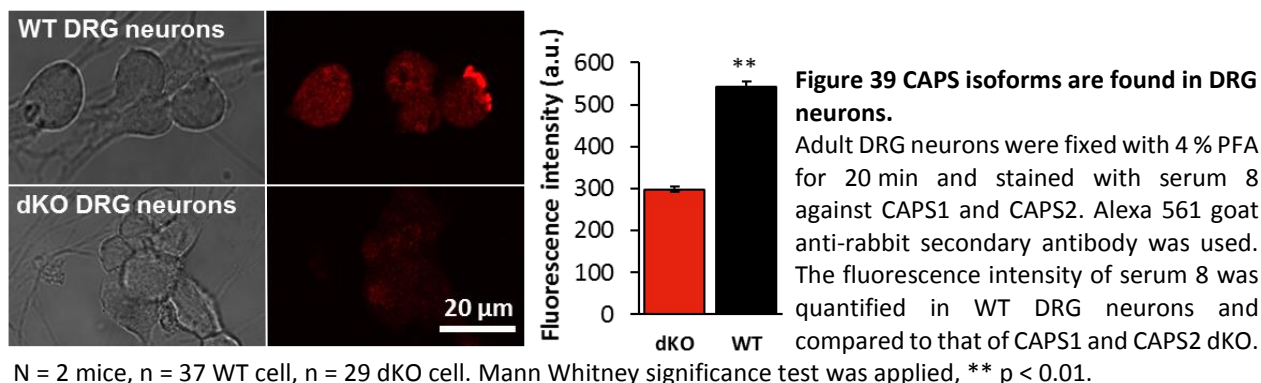 WT DRG neurons
dKO DRG neurons
20 µm
Fluorescence intensity (a.u.)
600
500
400
300
200
100
0
**
dKO WT
Figure 39 CAPS isoforms are found in DRG
neurons.
Adult DRG neurons were fixed with 4 % PFA
for 20 min and stained with serum 8
against CAPS1 and CAPS2. Alexa 561 goat
anti-rabbit secondary antibody was used.
The fluorescence intensity of serum 8 was
quantified in WT DRG neurons and
compared to that of CAPS1 and CAPS2 dKO.
N = 2 mice, n = 37 WT cell, n = 29 dKO cell. Mann Whitney significance test was applied, ** p < 0.01.